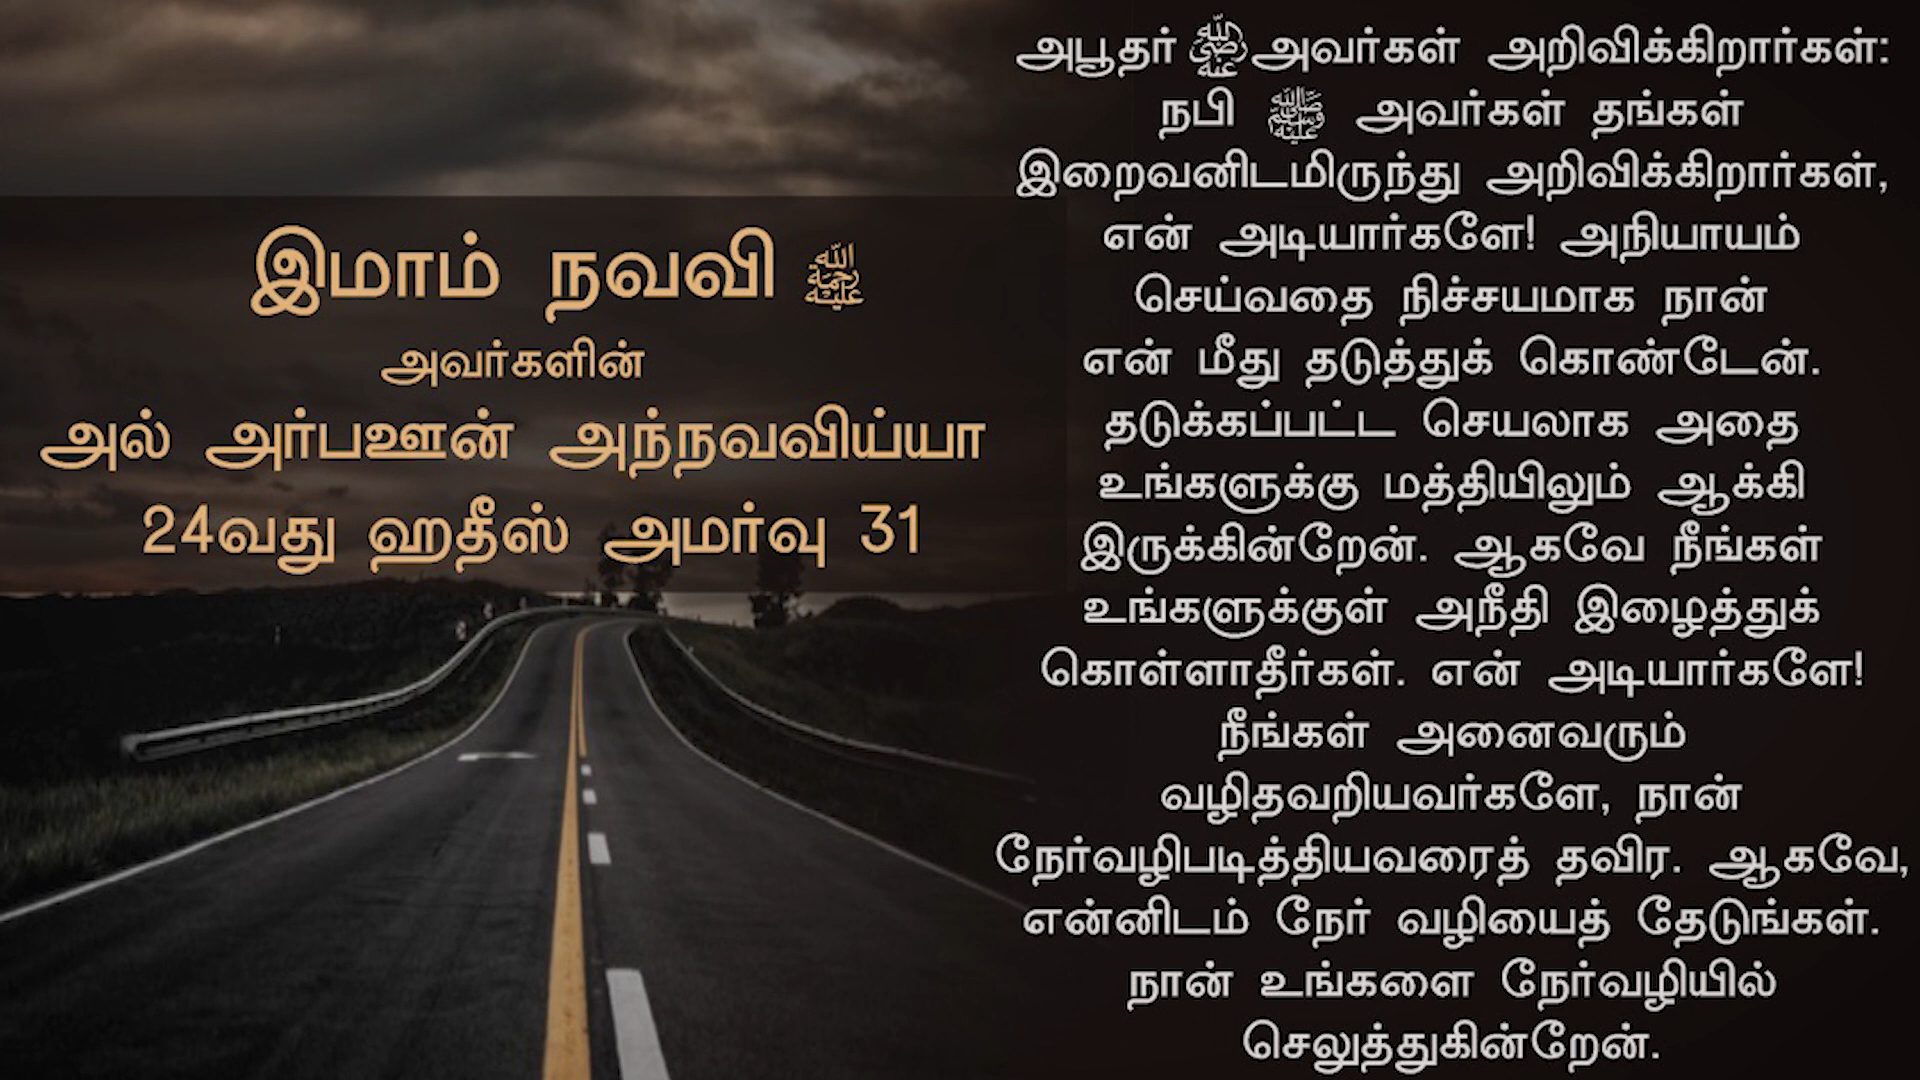 இமாம் நவவி ﵀
அவர்களின்
அல் அர்பஊன் அந்நவவிய்யா
24வது ஹதீஸ் அமர்வு 31
அபூதர் ﵁அவர்கள் அறிவிக்கிறார்கள்:
நபி ﷺ அவர்கள் தங்கள்
இறைவனிடமிருந்து அறிவிக்கிறார்கள்,
என் அடியார்களே! அநியாயம்
செய்வதை நிச்சயமாக நான்
என் மீது தடுத்துக் கொண்டேன்.
தடுக்கப்பட்ட செயலாக அதை
உங்களுக்கு மத்தியிலும் ஆக்கி
இருக்கின்றேன். ஆகவே நீங்கள்
உங்களுக்குள் அநீதி இழைத்துக்
கொள்ளாதீர்கள். என் அடியார்களே!
நீங்கள் அனைவரும்
வழிதவறியவர்களே, நான்
நேர்வழிபடித்தியவரைத் தவிர. ஆகவே,
என்னிடம் நேர் வழியைத் தேடுங்கள்.
நான் உங்களை நேர்வழியில்
செலுத்துகின்றேன்.